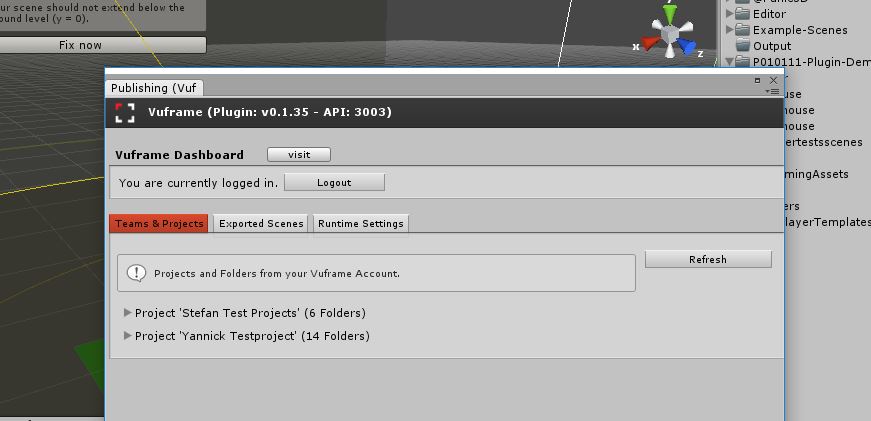 ur scene should not extend below the
ound level (y = 0).
Fix now
x
z
Editor
Example-Scenes
Output
P010111-Plugin-Dem
Publishing (Vuf
Vuframe (Plugin: v0.1.35 - API: 3003)
Vuframe Dashboard
visit
You are currently logged in.
Logout
Teams & Projects
Exported Scenes
Runtime Settings
Projects and Folders from your Vuframe Account.
Refresh
Project 'Stefan Test Projects' (6 Folders)
Project 'Yannick Testproject' (14 Folders)
use
house
house
ertestsscenes
mingAssets
ers
layerTemplates